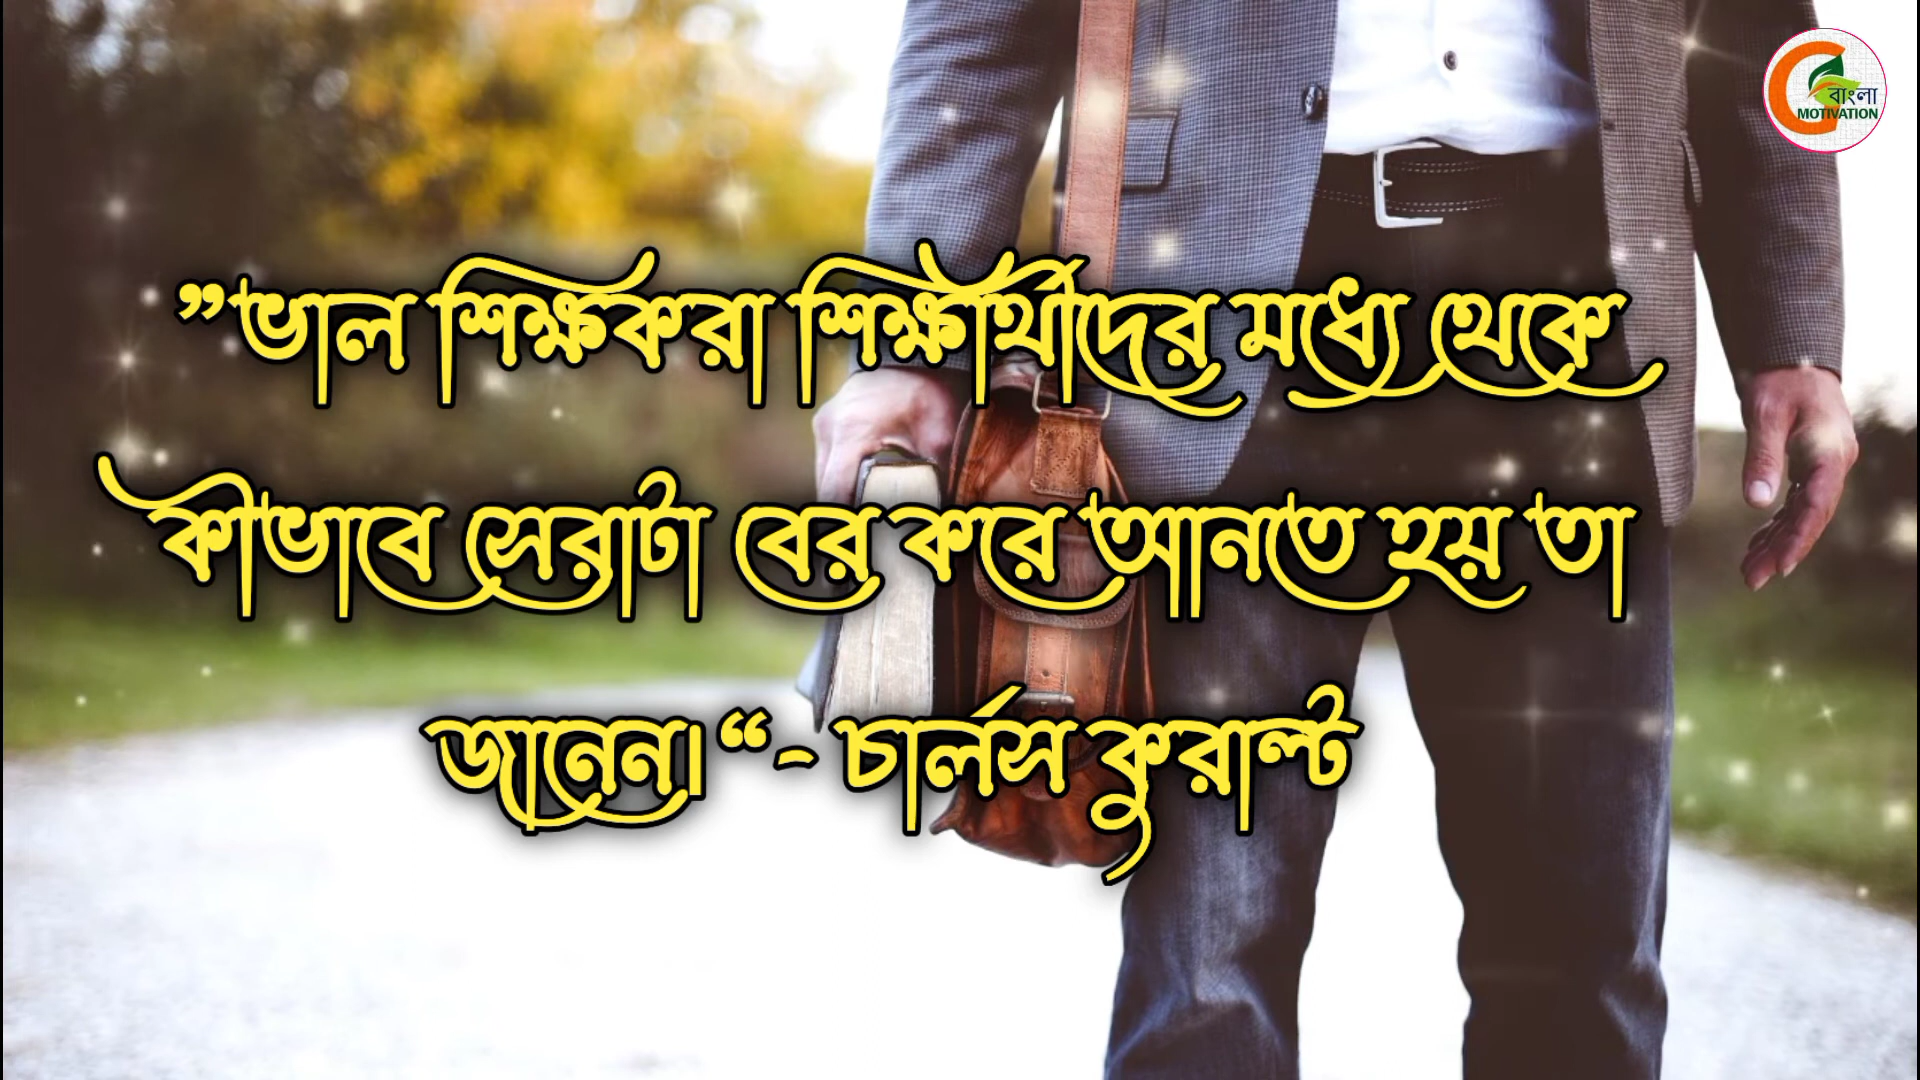 ”ভাল শিক্ষকরা শিক্ষার্থীদের মধ্যে থেকে
কীভাবে সেরাটা বের করে আনতে হয় তা
জানেন। “- চার্লস কুরাল্ট
বাংলা
MOTIVATION